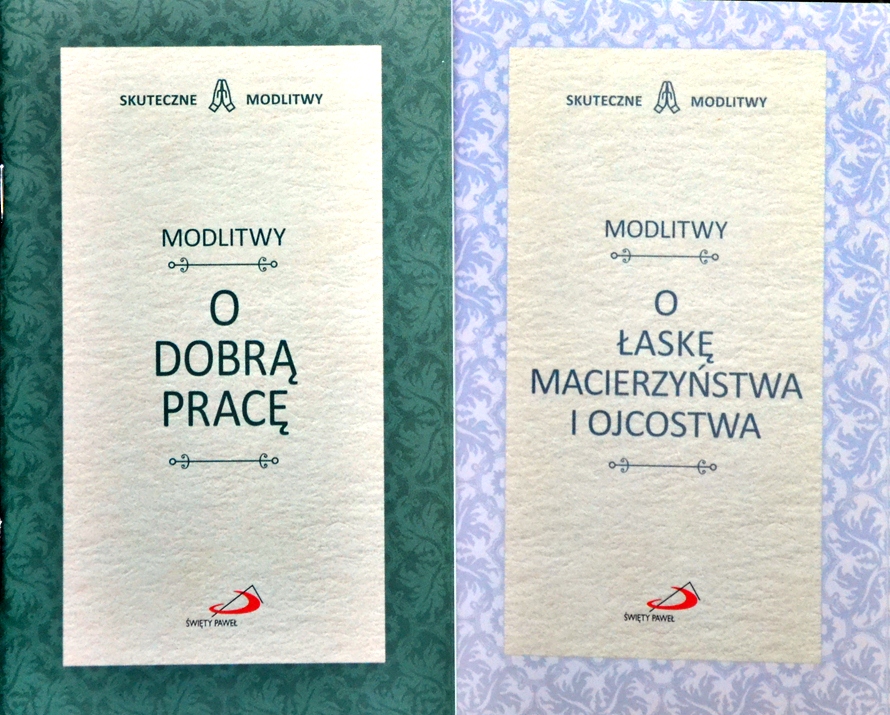 SKUTECZNE MODLITWY
MODLITWY
O
DOBRĄ
PRACĘ
ŚWIĘTY PAWEŁ
SKUTECZNE MODLITWY
MODLITWY
O
ŁASKĘ
MACIERZYŃSTWA
I OJCOSTWA
ŚWIĘTY PAWEŁ